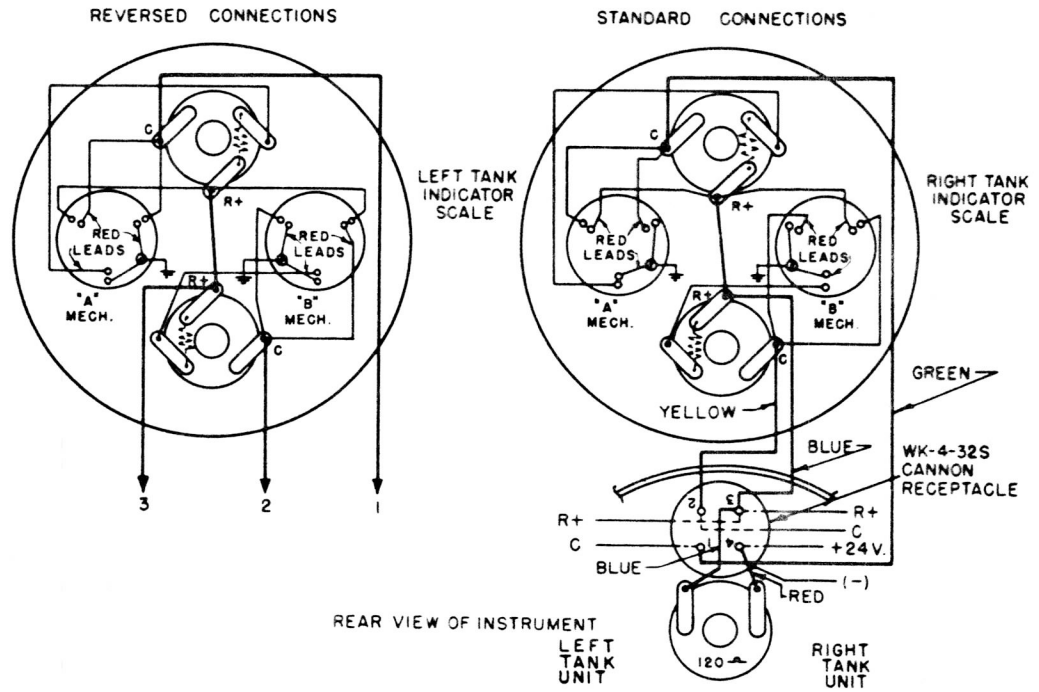 REVERSED CONNECTIONS
STANDARD CONNECTIONS
C
R+
RED
LEADS
"A"
MECH.
RED
LEADS
"B"
MECH.
R+
C
3
2
1
LEFT TANK
INDICATOR
SCALE
C
R+
RED
LEADS
"A"
MECH.
RED
LEADS
"B"
MECH.
R+
C
RIGHT TANK
INDICATOR
SCALE
GREEN
YELLOW
BLUE
WK-4-32S
CANNON
RECEPTACLE
2
3
R+
R+
C
C
1
4
+24V.
BLUE
(-)
RED
REAR VIEW OF INSTRUMENT
LEFT
TANK
UNIT
120 Ω
RIGHT
TANK
UNIT